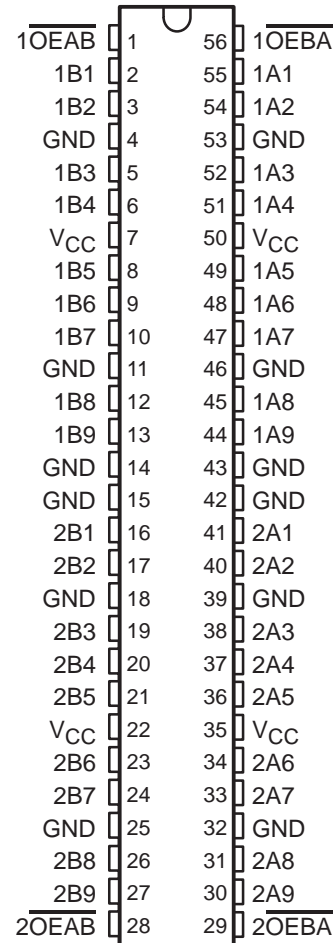 1OEAB 1 56 1OEBA
1B1 2 55 1A1
1B2 3 54 1A2
GND 4 53 GND
1B3 5 52 1A3
1B4 6 51 1A4
VCC 7 50 VCC
1B5 8 49 1A5
1B6 9 48 1A6
1B7 10 47 1A7
GND 11 46 GND
1B8 12 45 1A8
1B9 13 44 1A9
GND 14 43 GND
GND 15 42 GND
2B1 16 41 2A1
2B2 17 40 2A2
GND 18 39 GND
2B3 19 38 2A3
2B4 20 37 2A4
2B5 21 36 2A5
VCC 22 35 VCC
2B6 23 34 2A6
2B7 24 33 2A7
GND 25 32 GND
2B8 26 31 2A8
2B9 27 30 2A9
2OEAB 28 29 2OEBA